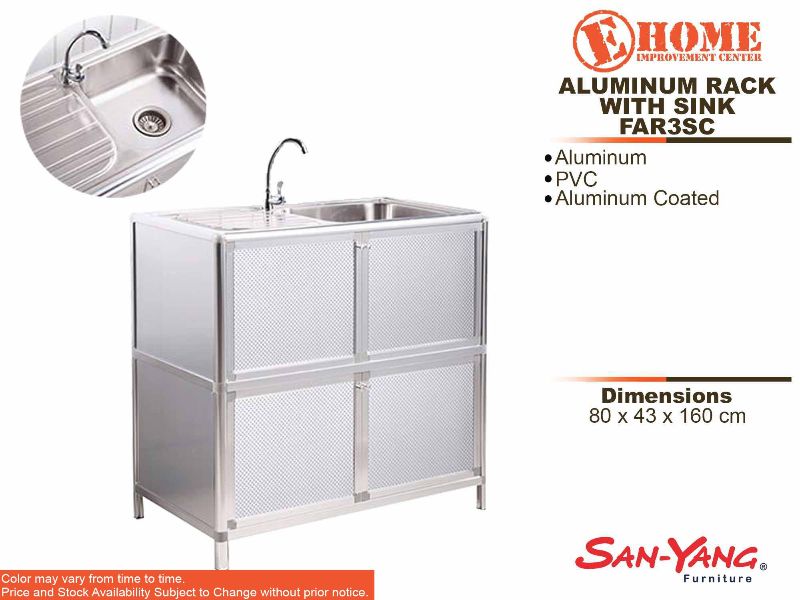 E HOME
IMPROVEMENT CENTER
ALUMINUM RACK
WITH SINK
FAR3SC
•Aluminum
•PVC
•Aluminum Coated
Dimensions
80 x 43 x 160 cm
SAN-YANG®
Furniture
Color may vary from time to time.
Price and Stock Availability Subject to Change without prior notice.